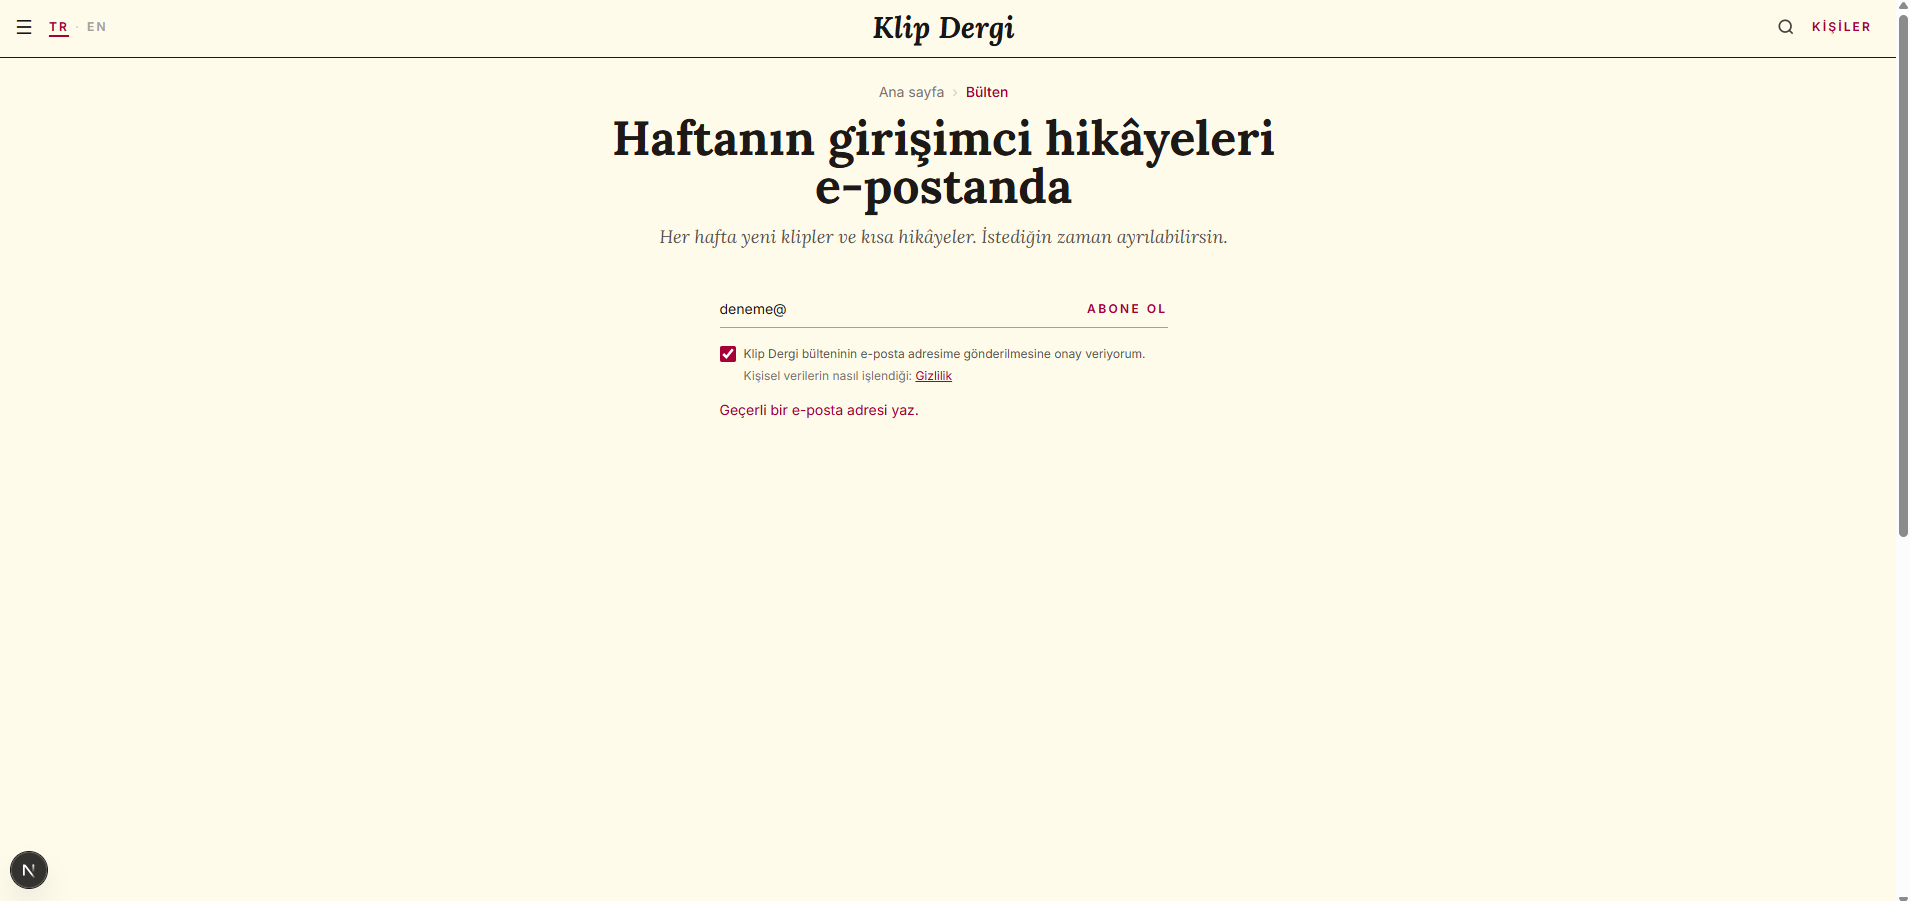 TR · EN
Klip Dergi
KİŞİLER
Ana sayfa › Bülten
Haftanın girişimci hikâyeleri
e-postanda
Her hafta yeni klipler ve kısa hikâyeler. İstediğin zaman ayrılabilirsin.
deneme@
ABONE OL
Klip Dergi bülteninin e-posta adresime gönderilmesine onay veriyorum.
Kişisel verilerin nasıl işlendiği: Gizlilik
Geçerli bir e-posta adresi yaz.
N